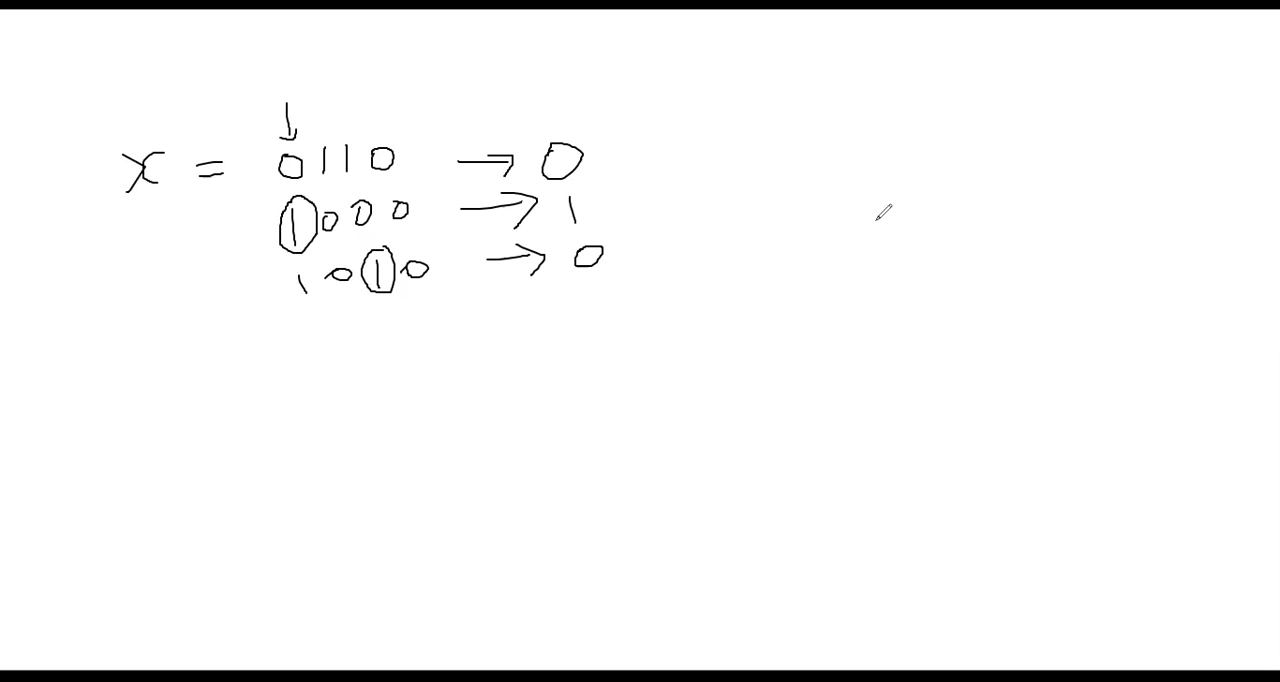 x = 0110 → 0
1000 → 1
1010 → 0